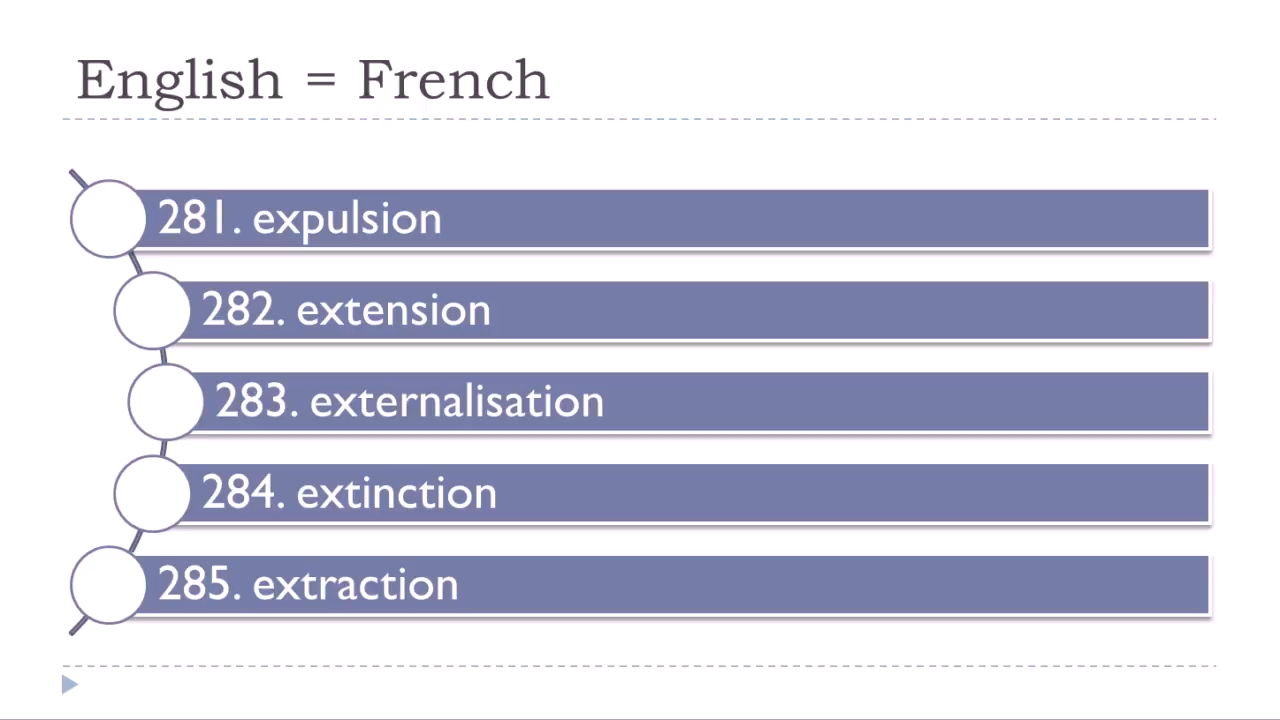 English = French
281. expulsion
282. extension
283. externalisation
284. extinction
285. extraction